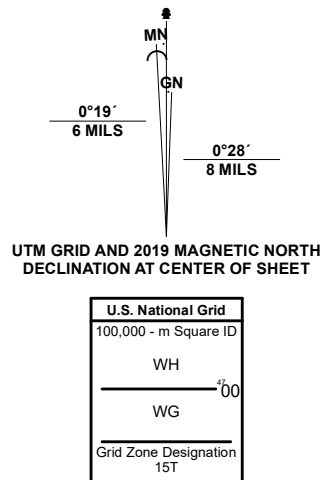 MN
GN
0°19´
6 MILS
0°28´
8 MILS
UTM GRID AND 2019 MAGNETIC NORTH
DECLINATION AT CENTER OF SHEET
U.S. National Grid
100,000 - m Square ID
WH
4700
WG
Grid Zone Designation
15T